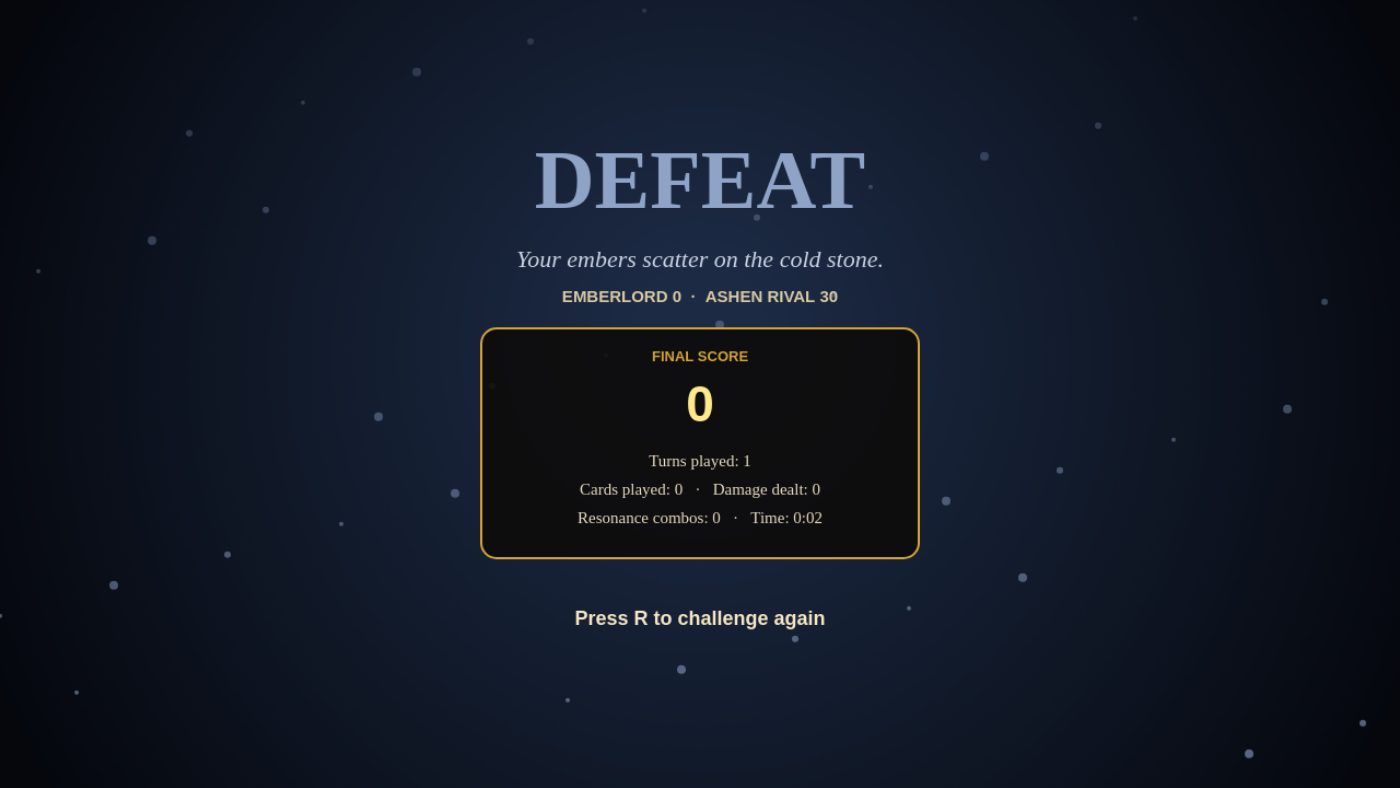 DEFEAT
Your embers scatter on the cold stone.
EMBERLORD 0 · ASHEN RIVAL 30
FINAL SCORE
0
Turns played: 1
Cards played: 0 · Damage dealt: 0
Resonance combos: 0 · Time: 0:02
Press R to challenge again